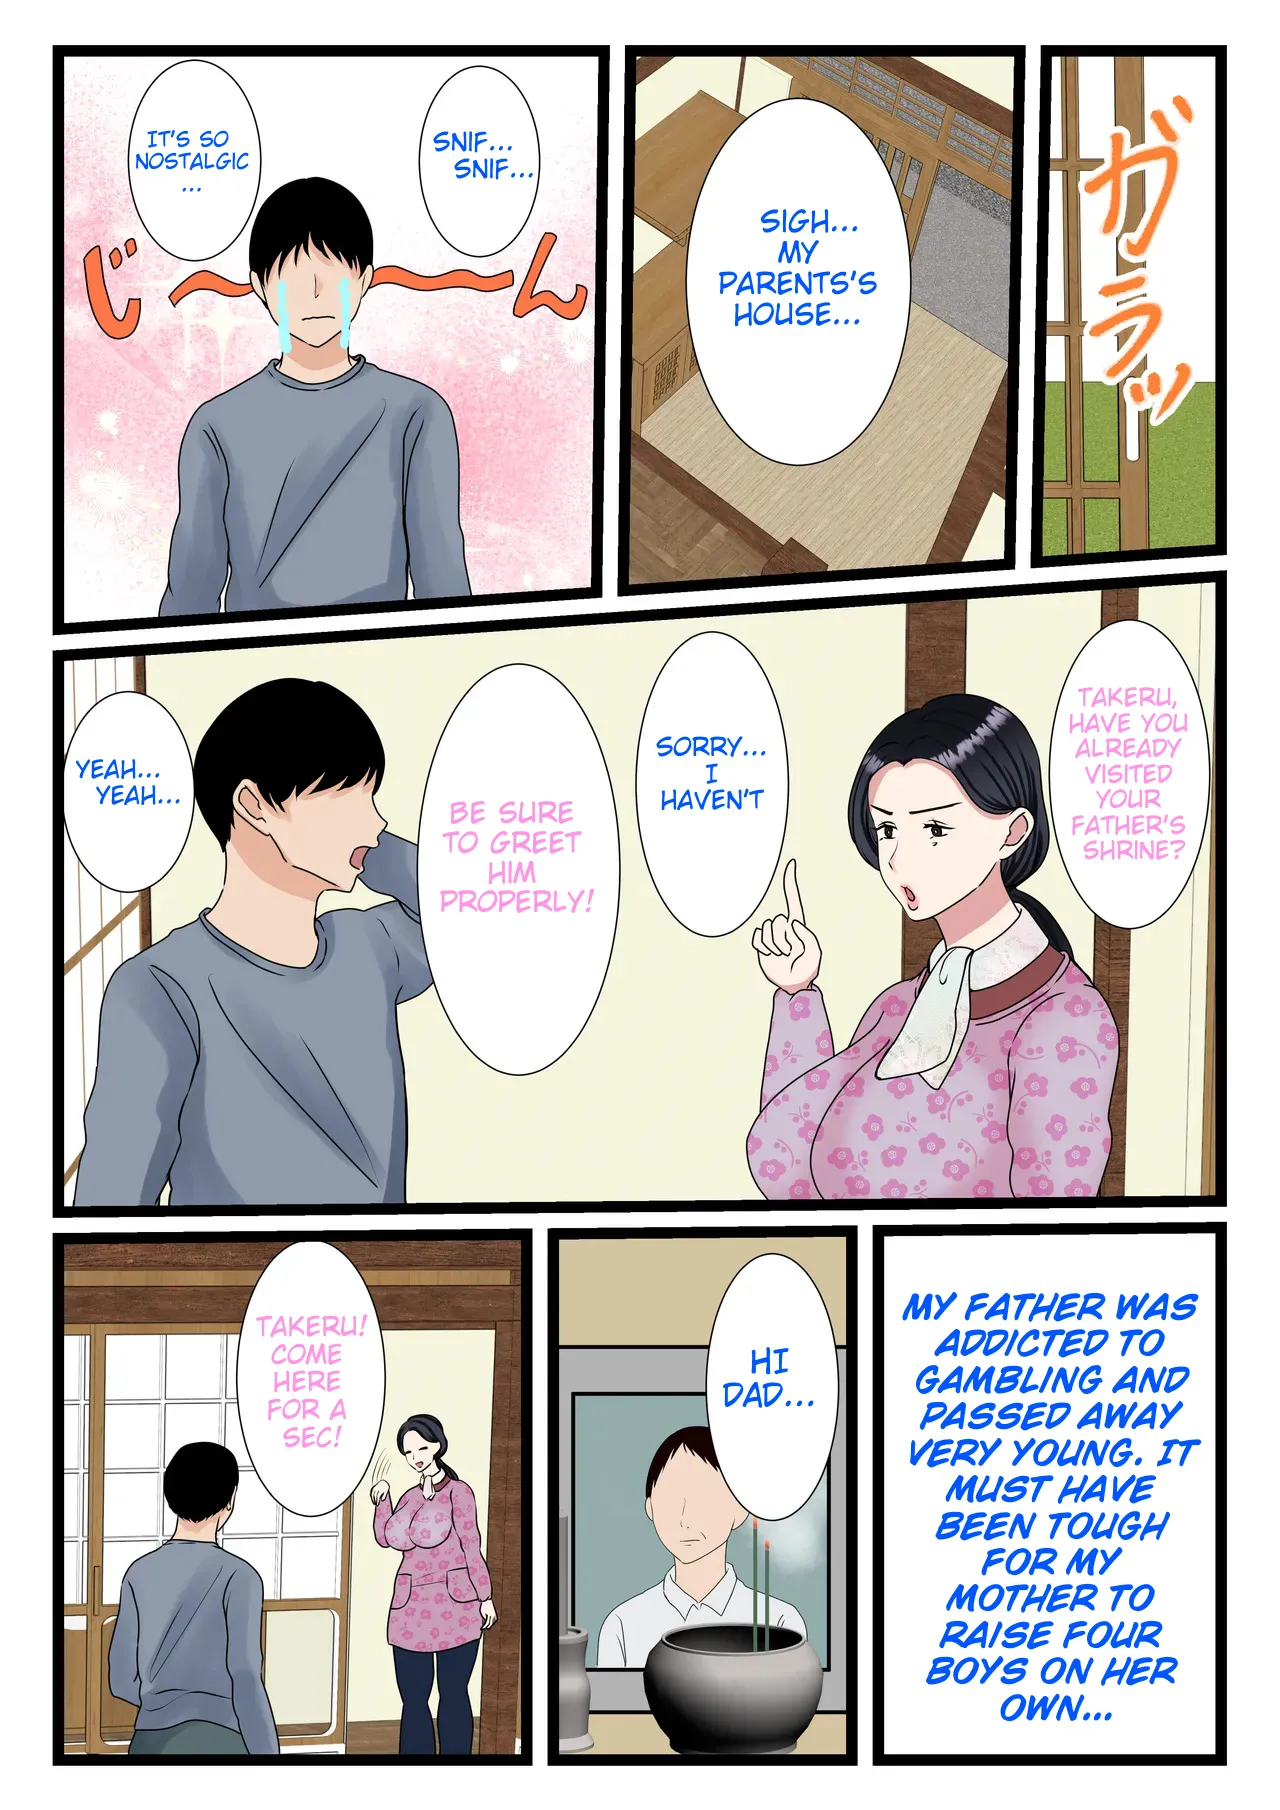 ガラッ
SIGH...
MY
PARENTS'S
HOUSE...
SNIF...
SNIF...
IT'S SO
NOSTALGIC
...
じ〜〜ん
TAKERU,
HAVE YOU
ALREADY
VISITED
YOUR
FATHER'S
SHRINE?
SORRY...
I
HAVEN'T
BE SURE
TO GREET
HIM
PROPERLY!
YEAH...
YEAH...
MY FATHER WAS
ADDICTED TO
GAMBLING AND
PASSED AWAY
VERY YOUNG. IT
MUST HAVE
BEEN TOUGH
FOR MY
MOTHER TO
RAISE FOUR
BOYS ON HER
OWN...
HI
DAD...
TAKERU!
COME
HERE
FOR A
SEC!